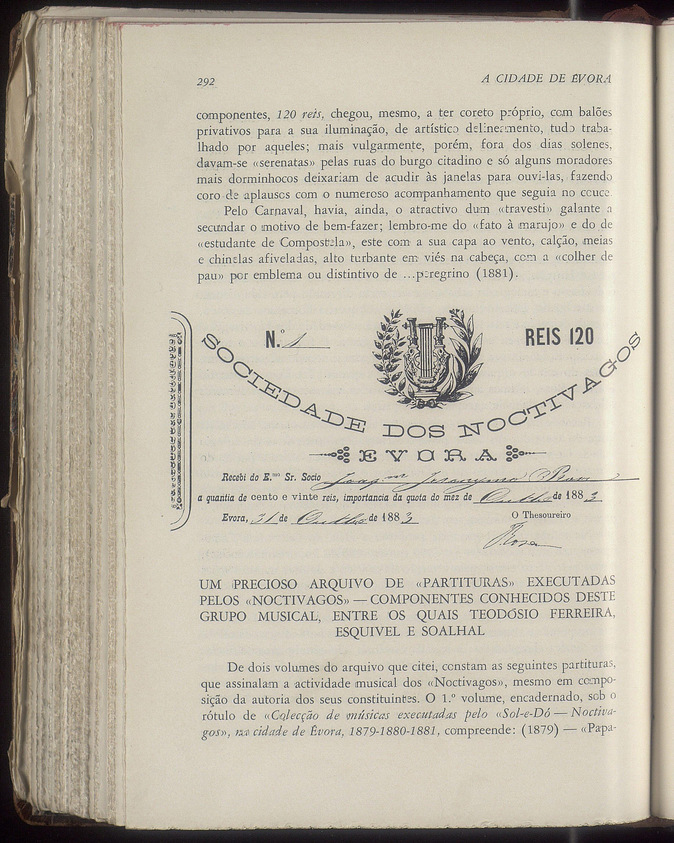 292
A CIDADE DE ÉVORA
componentes, 120 reis, chegou, mesmo, a ter coreto próprio, com balões
privativos para a sua iluminação, de artístico delineamento, tudo traba-
lhado por aqueles; mais vulgarmente, porém, fora dos dias solenes,
davam-se «serenatas» pelas ruas do burgo citadino e só alguns moradores
mais dorminhocos deixariam de acudir às janelas para ouvi-las, fazendo
coro de aplausos com o numeroso acompanhamento que seguia no couce.
Pelo Carnaval, havia, ainda, o atractivo dum «travesti» galante a
secundar o motivo de bem-fazer; lembro-me do «fato à marujo» e do de
«estudante de Compostela», este com a sua capa ao vento, calção, meias
e chinelas afiveladas, alto turbante em viés na cabeça, com a «colher de
pau» por emblema ou distintivo de ...peregrino (1881).
N.º 1
REIS 120
SOCIEDADE DOS NOCTIVAGOS
EVORA
Recebi do E.mo Sr. Socio Joaquim Jeronymo Rosa
a quantia de cento e vinte reis, importancia da quota do mez de Outubro de 1883
Evora, 31 de Outubro de 1883
O Thesoureiro
Rosa
UM PRECIOSO ARQUIVO DE «PARTITURAS» EXECUTADAS
PELOS «NOCTIVAGOS» — COMPONENTES CONHECIDOS DESTE
GRUPO MUSICAL, ENTRE OS QUAIS TEODÓSIO FERREIRA,
ESQUIVEL E SOALHAL
De dois volumes do arquivo que citei, constam as seguintes partituras,
que assinalam a actividade musical dos «Noctivagos», mesmo em compo-
sição da autoria dos seus constituintes. O 1.º volume, encadernado, sob o
rótulo de «Colecção de músicas executadas pelo «Sol-e-Dó — Noctiva-
gos», na cidade de Évora, 1879-1880-1881, compreende: (1879) — «Papa-